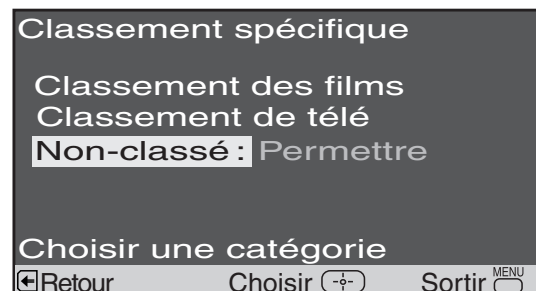 Classement spécifique
Classement des films
Classement de télé
Non-classé : Permettre
Choisir une catégorie
Retour Choisir Sortir MENU